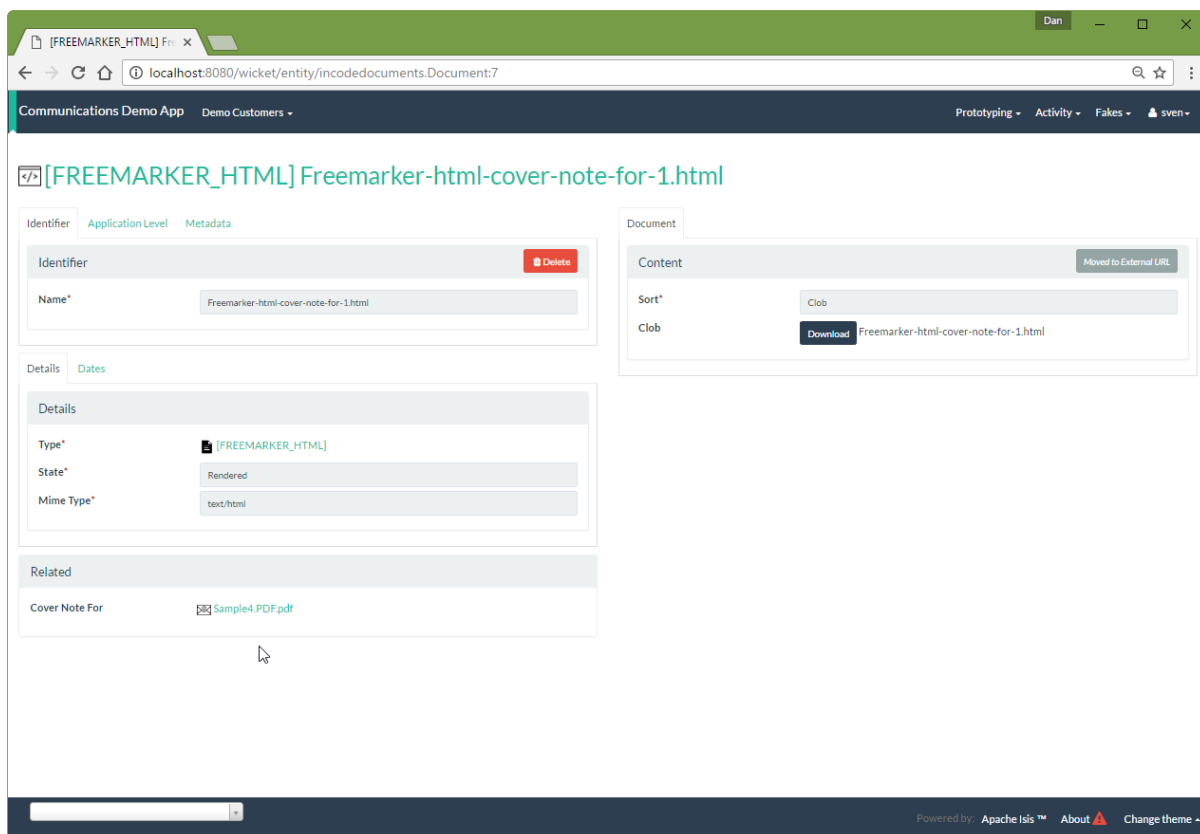 Dan
[FREEMARKER_HTML] Fre
localhost:8080/wicket/entity/incodedocuments.Document:7
Communications Demo App Demo Customers Prototyping Activity Fakes sven
[FREEMARKER_HTML] Freemarker-html-cover-note-for-1.html
Identifier Application Level Metadata
Identifier Delete
Name* Freemarker-html-cover-note-for-1.html
Details Dates
Details
Type* [FREEMARKER_HTML]
State* Rendered
Mime Type* text/html
Related
Cover Note For Sample4.PDF.pdf
Document
Content Moved to External URL
Sort* Clob
Clob Download Freemarker-html-cover-note-for-1.html
Powered by: Apache Isis ™ About Change theme